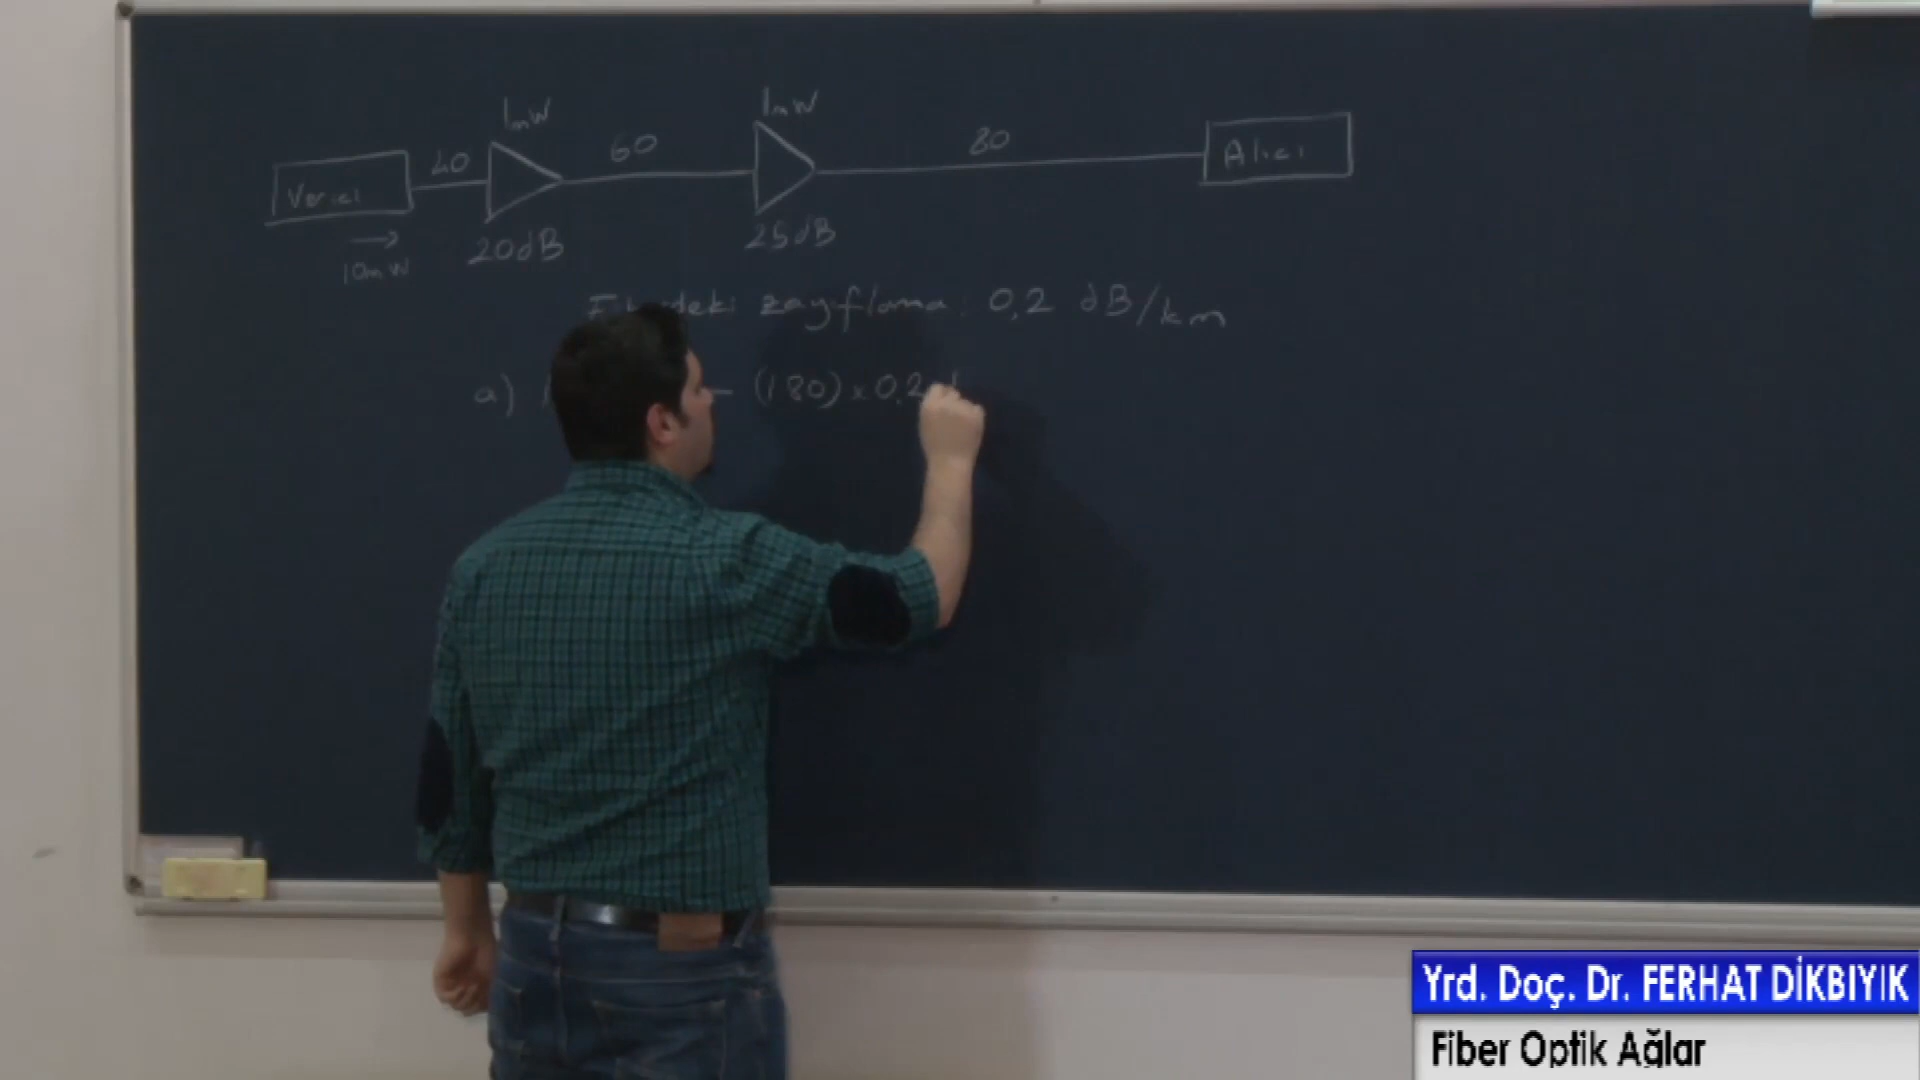 1mW 1mW
Verici 40 60 80 Alıcı
10mW 20dB 25dB
zayıflama : 0,2 dB/km
a) - (180) x 0,2
Yrd. Doç. Dr. FERHAT DİKBIYIK
Fiber Optik Ağlar